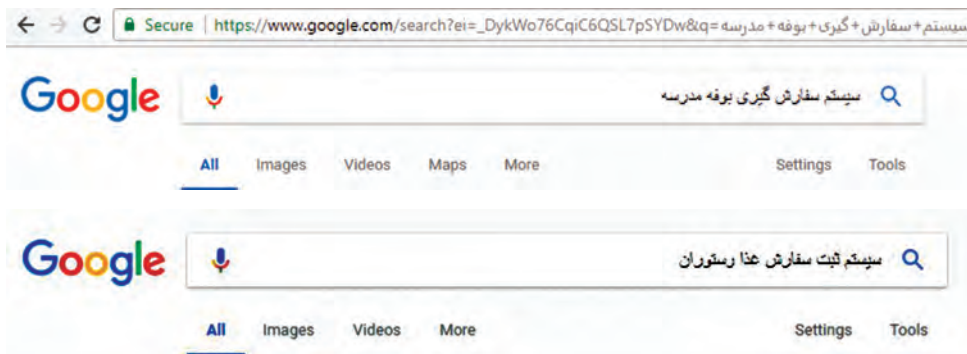 Secure | https://www.google.com/search?ei=_DykWo76CqiC6QSL7pSYDw&q=سیستم+سفارش+گیری+بوفه+مدرسه
Google سیستم سفارش گیری بوفه مدرسه
All Images Videos Maps More Settings Tools
Google سیستم ثبت سفارش غذا رستوران
All Images Videos More Settings Tools